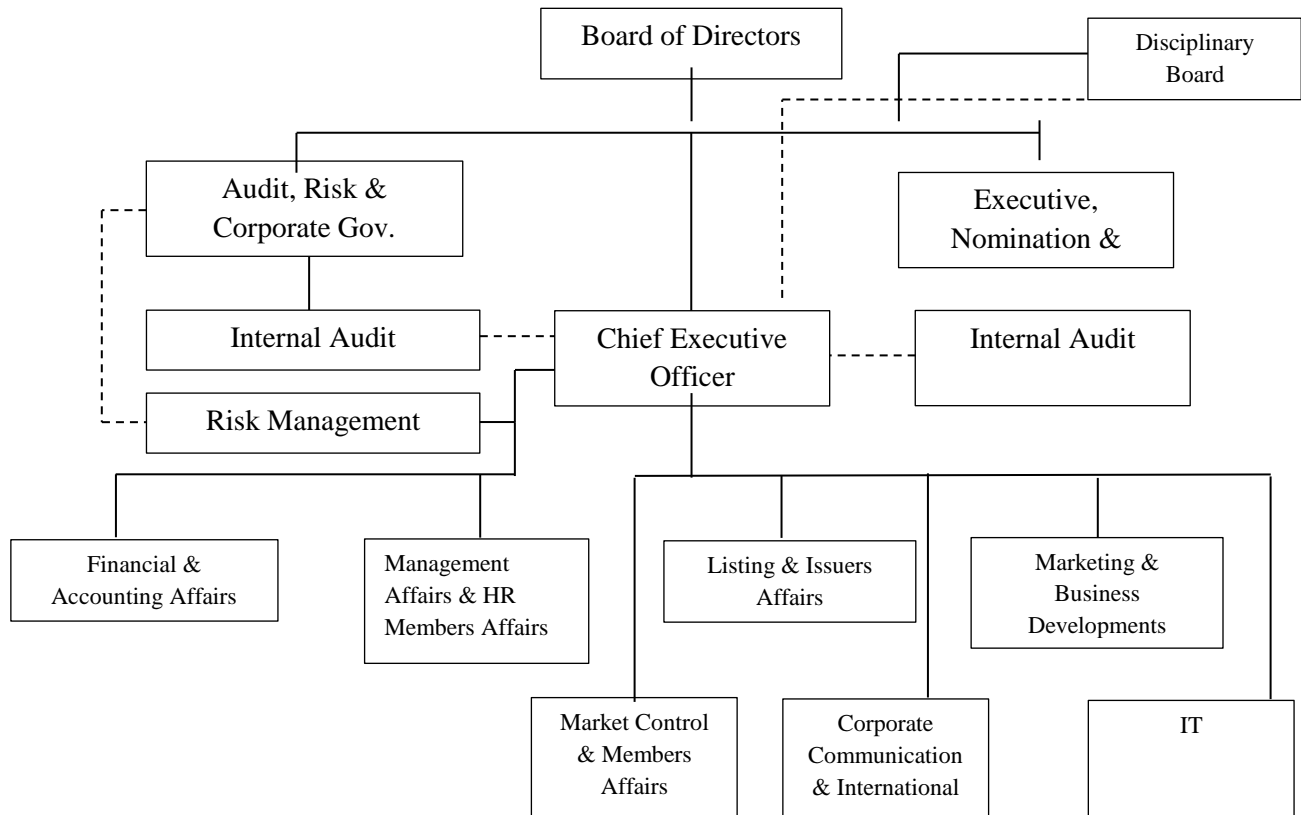 Board of Directors
Disciplinary
Board
Audit, Risk &
Corporate Gov.
Executive,
Nomination &
Internal Audit
Chief Executive
Officer
Internal Audit
Risk Management
Financial &
Accounting Affairs
Management
Affairs & HR
Members Affairs
Listing & Issuers
Affairs
Marketing &
Business
Developments
Market Control
& Members
Affairs
Corporate
Communication
& International
IT